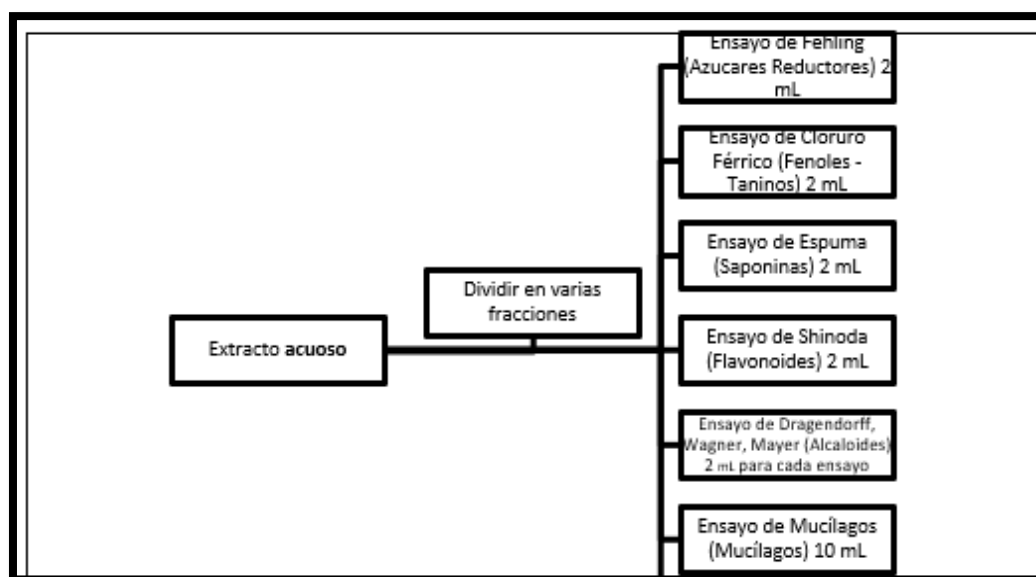 Ensayo de Fehling
(Azucares Reductores) 2
mL
Ensayo de Cloruro
Férrico (Fenoles -
Taninos) 2 mL
Ensayo de Espuma
(Saponinas) 2 mL
Dividir en varias
fracciones
Extracto acuoso
Ensayo de Shinoda
(Flavonoides) 2 mL
Ensayo de Dragendorff,
Wagner, Mayer (Alcaloides)
2 mL para cada ensayo
Ensayo de Mucílagos
(Mucílagos) 10 mL